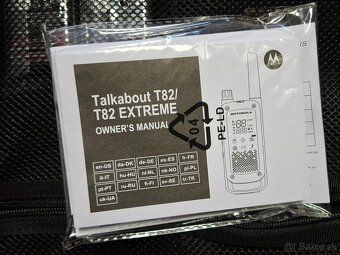 Talkabout T82/
T82 EXTREME
OWNER'S MANUAL
en-US da-DK de-DE es-ES fr-FR
it-IT hu-HU nl-NL nb-NO pl-PL
pt-PT ru-RU fi-FI sv-SE tr-TR
uk-UA
04
PE-LD
MOTOROLA